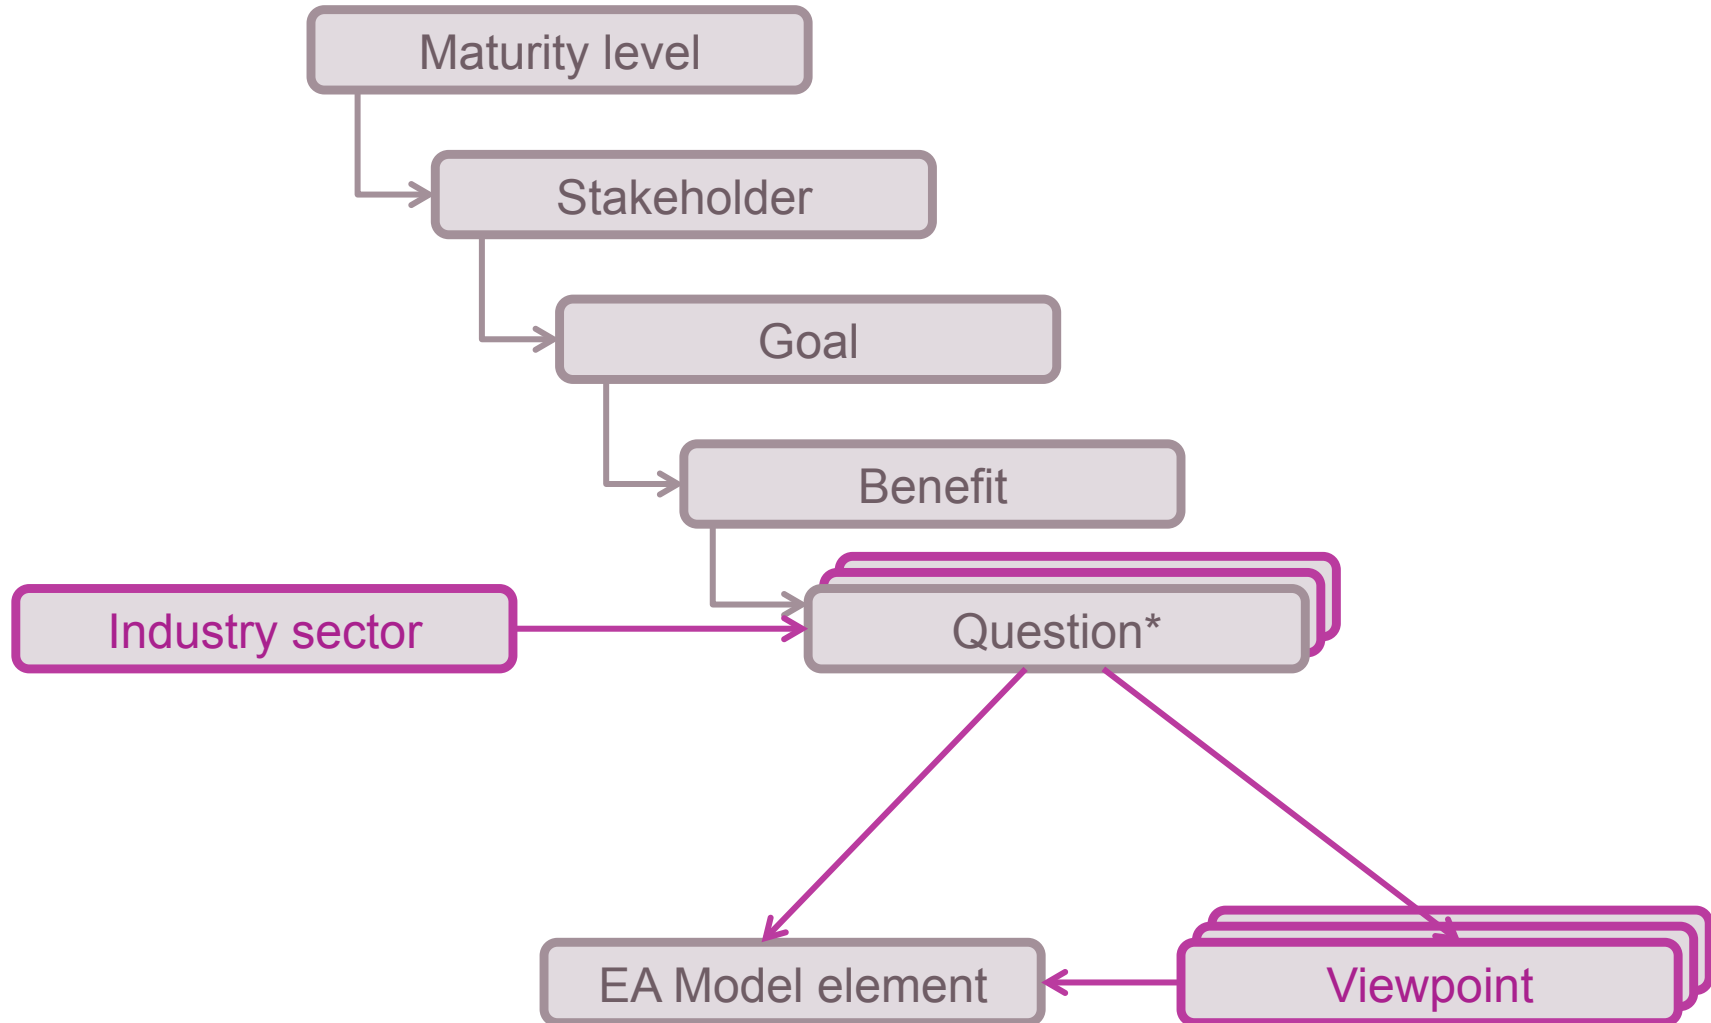 Maturity level
Stakeholder
Goal
Benefit
Industry sector
Question*
EA Model element
Viewpoint